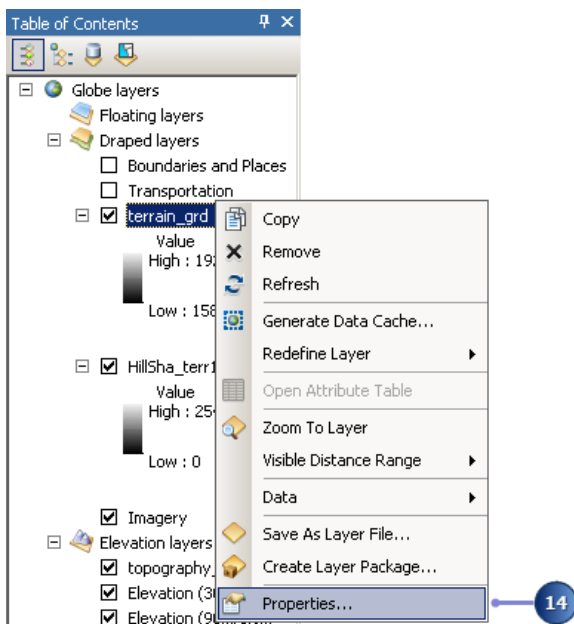 Table of Contents
Globe layers
Floating layers
Draped layers
Boundaries and Places
Transportation
terrain_grd
Value
High : 19
Low : 158
HillSha_terr1
Value
High : 25
Low : 0
Imagery
Elevation layers
topography_
Elevation (3
Elevation (9
Copy
Remove
Refresh
Generate Data Cache...
Redefine Layer
Open Attribute Table
Zoom To Layer
Visible Distance Range
Data
Save As Layer File...
Create Layer Package...
Properties...
14